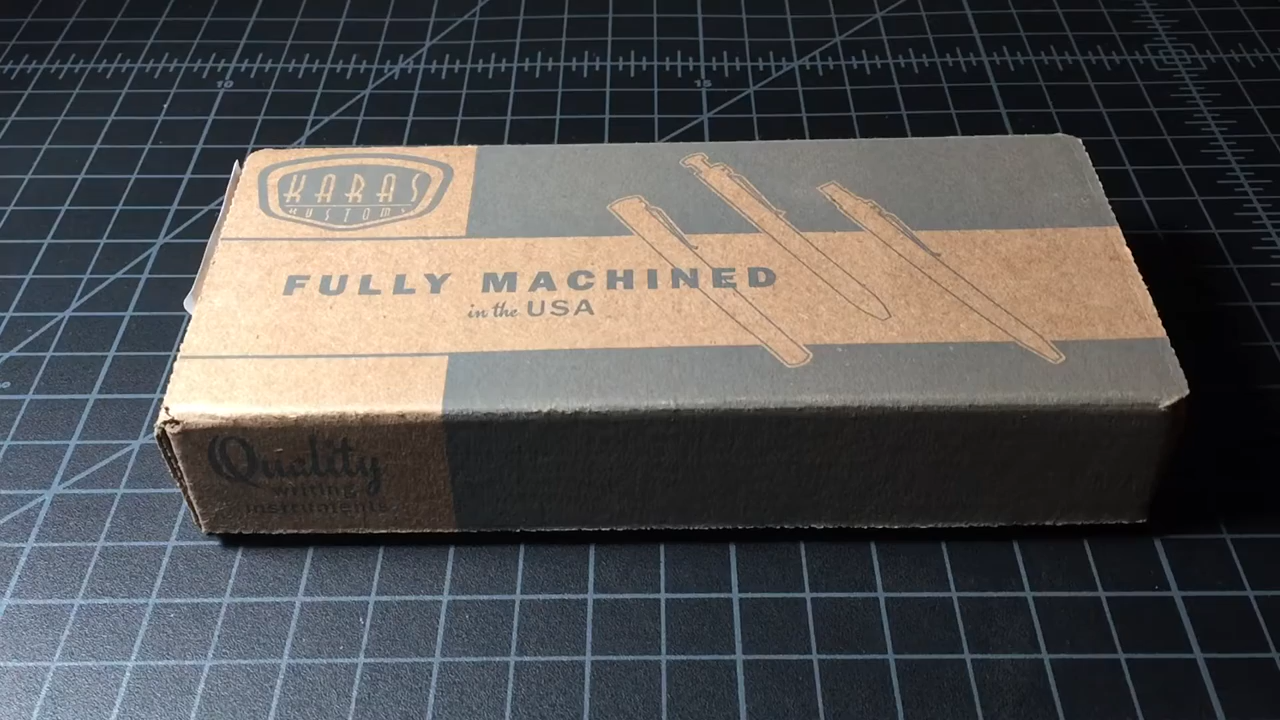 10
15
KARAS
KUSTOMS
FULLY MACHINED
in the USA
Quality
writing
instruments